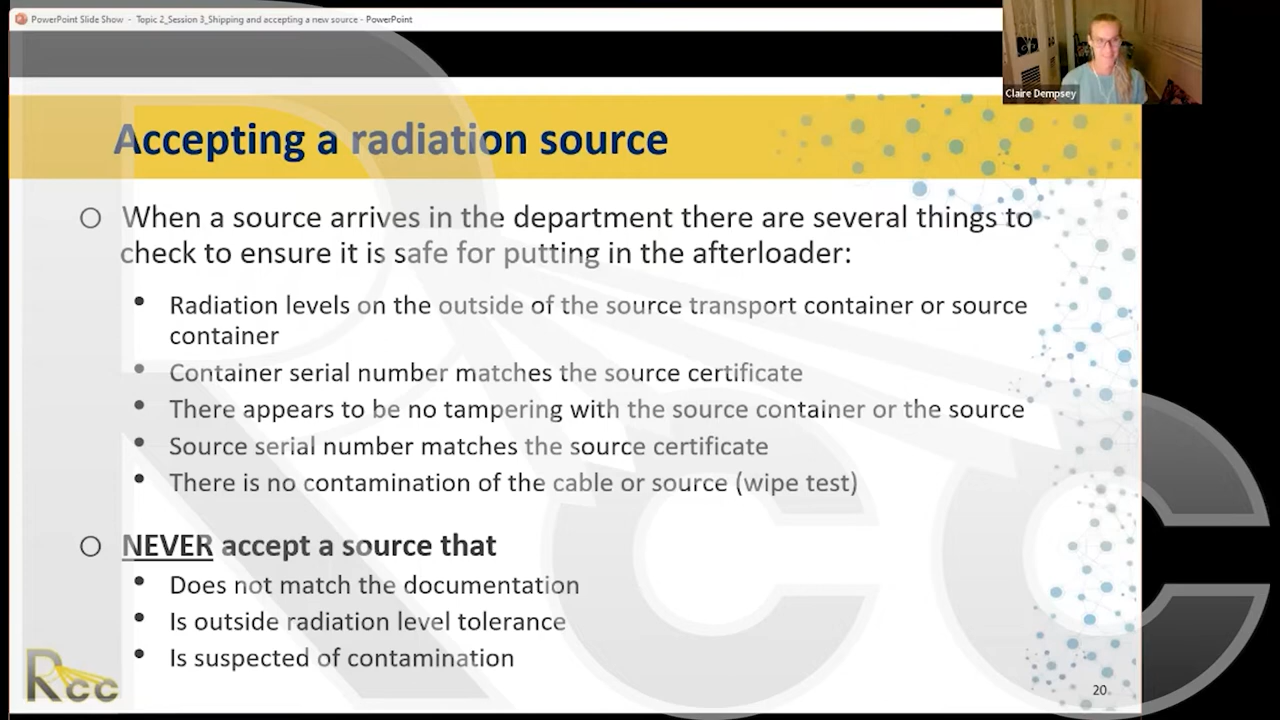 PowerPoint Slide Show - Topic 2_Session 3_Shipping and accepting a new source - PowerPoint
Claire Dempsey
Accepting a radiation source
When a source arrives in the department there are several things to
check to ensure it is safe for putting in the afterloader:
Radiation levels on the outside of the source transport container or source
container
Container serial number matches the source certificate
There appears to be no tampering with the source container or the source
Source serial number matches the source certificate
There is no contamination of the cable or source (wipe test)
NEVER accept a source that
Does not match the documentation
Is outside radiation level tolerance
Is suspected of contamination
Rcc
20
Rcc